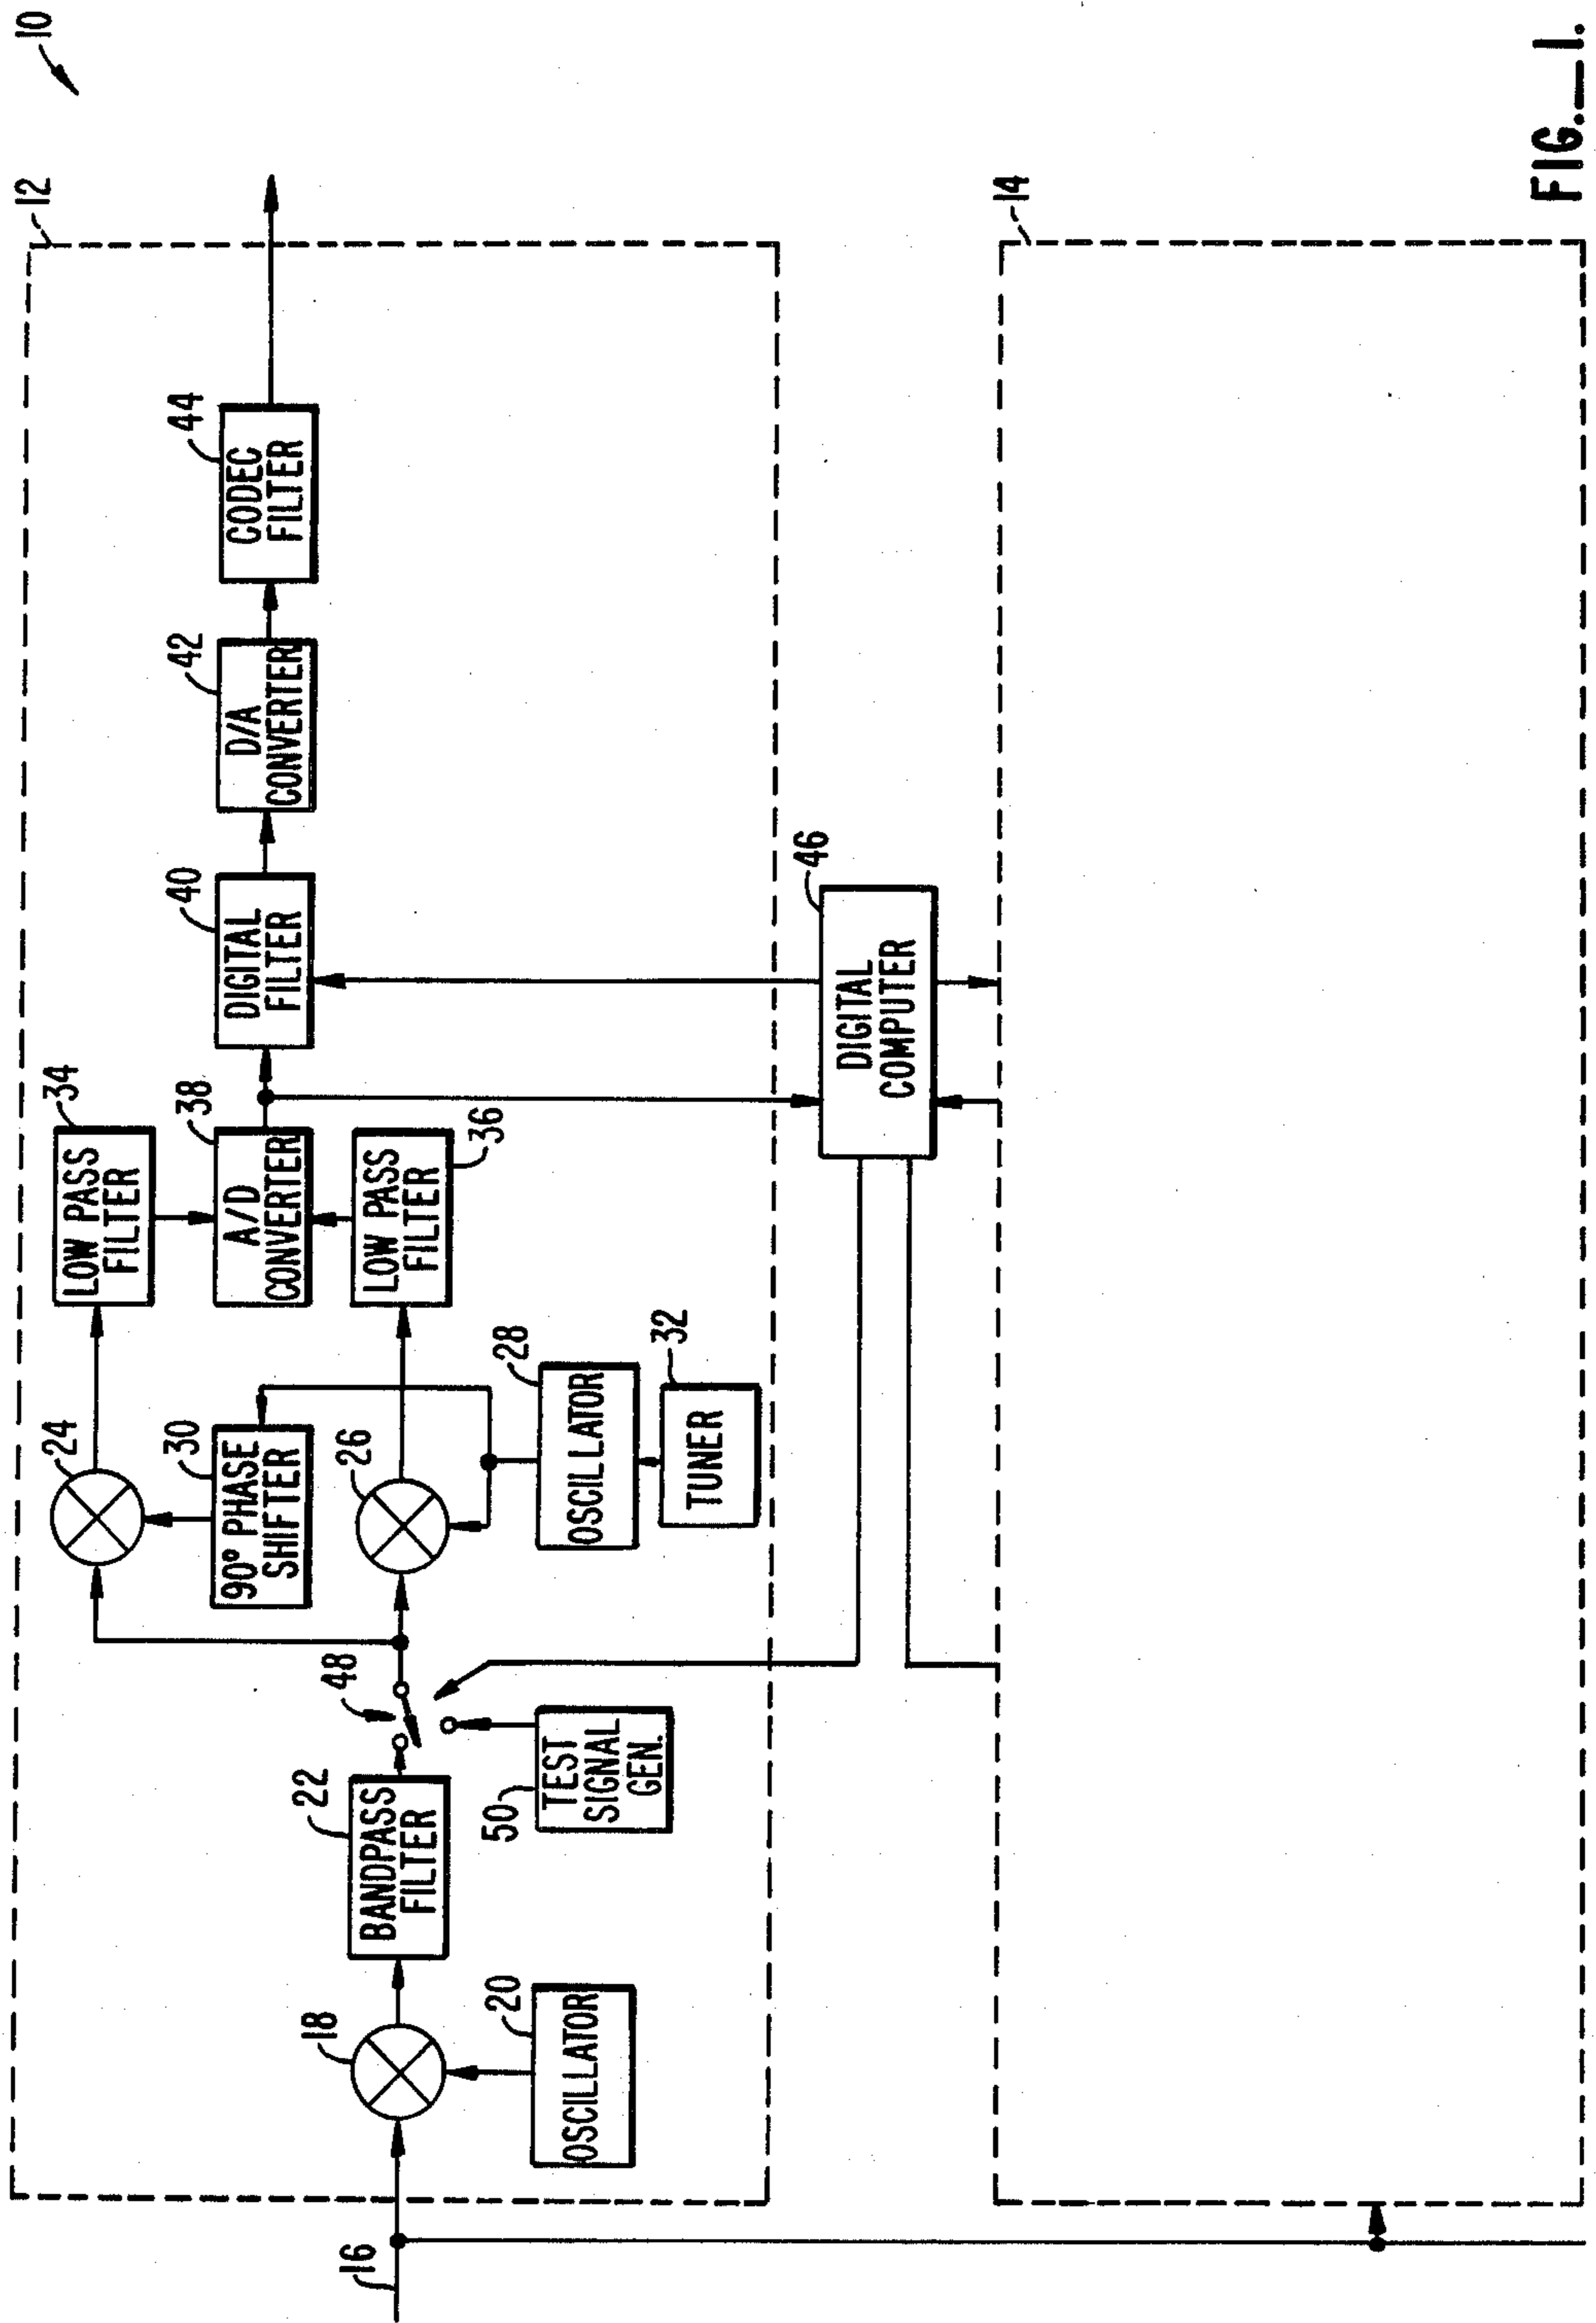 10
12
16
18
OSCILLATOR
20
BANDPASS
FILTER
22
48
TEST
SIGNAL
GEN.
50
24
90° PHASE
SHIFTER
30
26
OSCILLATOR
28
TUNER
32
LOW PASS
FILTER
34
A/D
CONVERTER
38
LOW PASS
FILTER
36
DIGITAL
FILTER
40
D/A
CONVERTER
42
CODEC
FILTER
44
DIGITAL
COMPUTER
46
14
FIG._1.